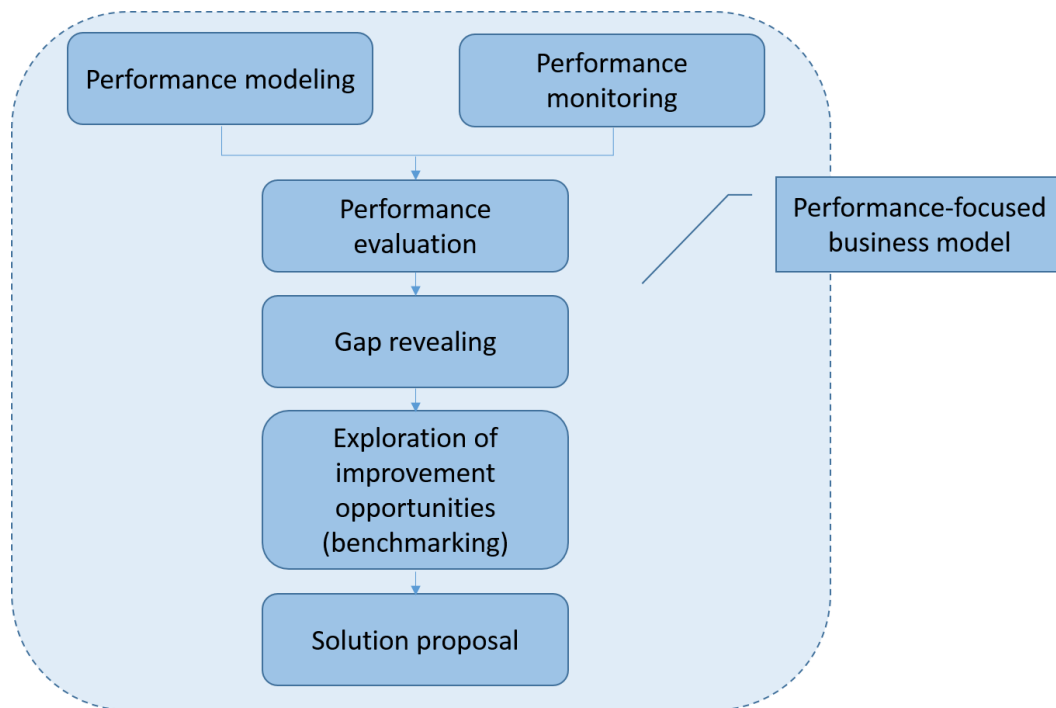 Performance modeling
Performance
monitoring
Performance
evaluation
Performance-focused
business model
Gap revealing
Exploration of
improvement
opportunities
(benchmarking)
Solution proposal